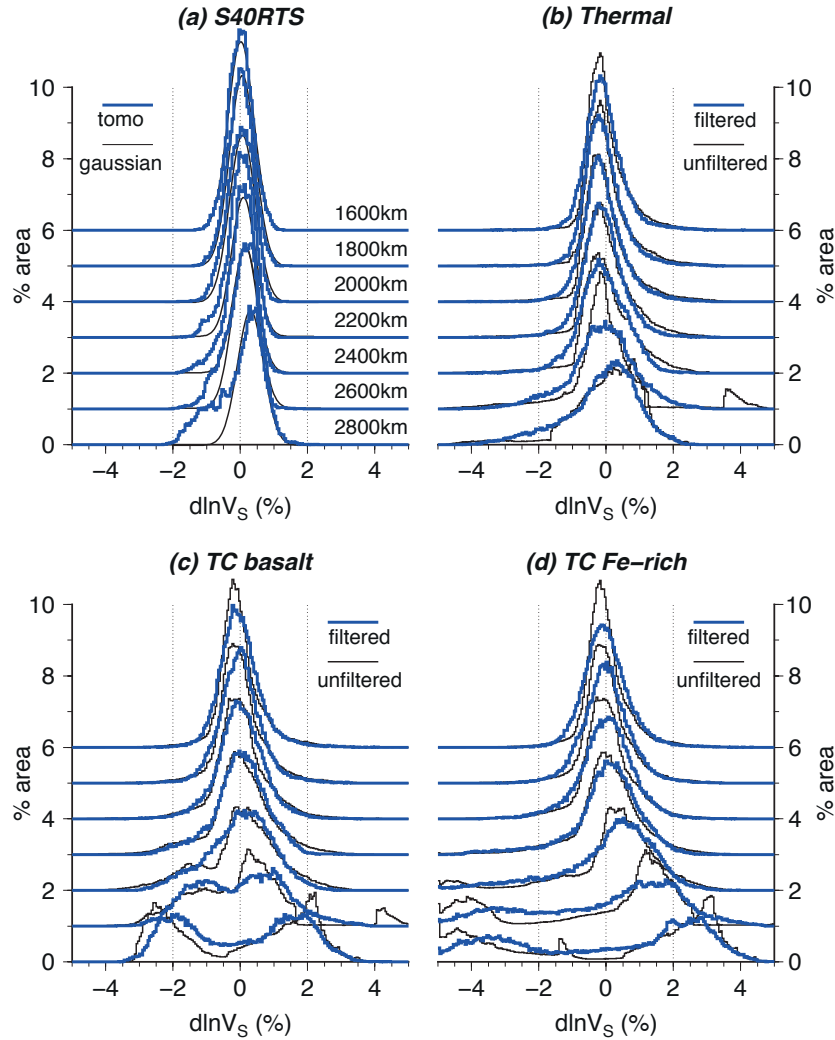 (a) S40RTS
(b) Thermal
10
8
6
4
2
0
% area
tomo
gaussian
1600km
1800km
2000km
2200km
2400km
2600km
2800km
−4 −2 0 2 4
dlnVS (%)
filtered
unfiltered
10
8
6
4
2
0
% area
−4 −2 0 2 4
dlnVS (%)
(c) TC basalt
(d) TC Fe−rich
10
8
6
4
2
0
% area
filtered
unfiltered
−4 −2 0 2 4
dlnVS (%)
filtered
unfiltered
10
8
6
4
2
0
% area
−4 −2 0 2 4
dlnVS (%)